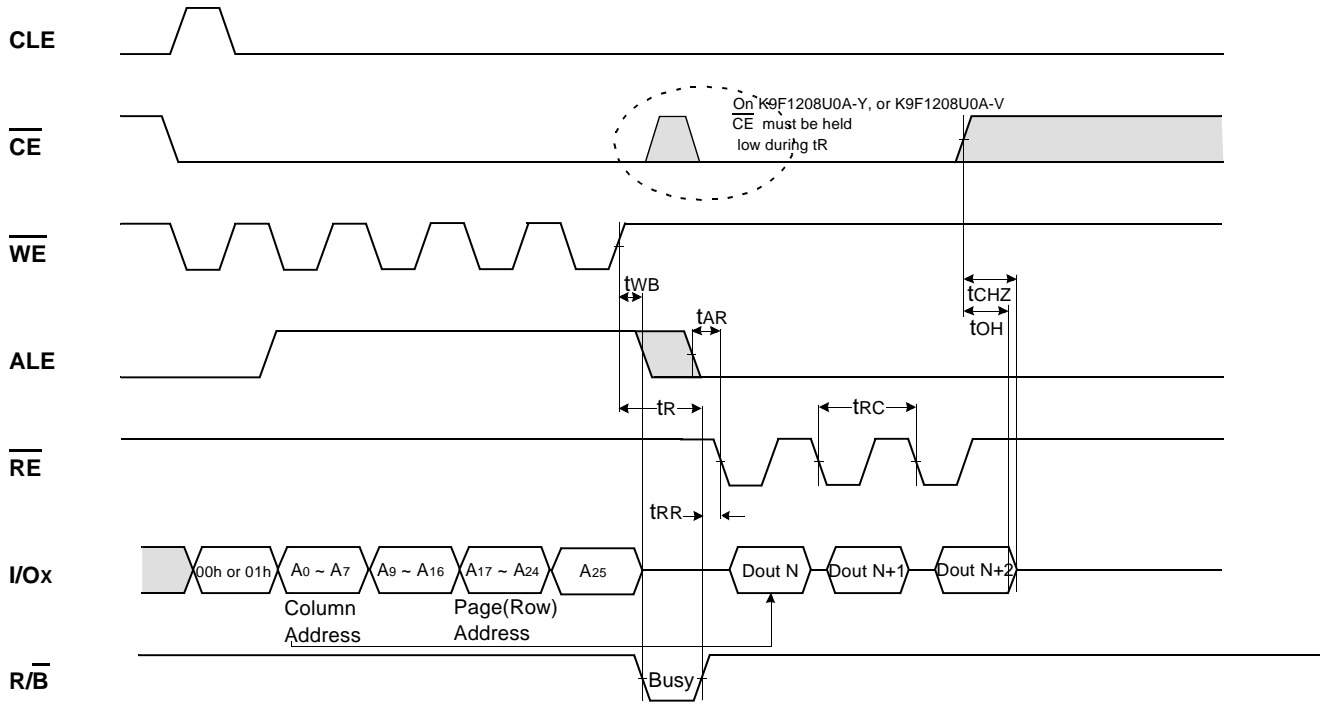 CLE
On K9F1208U0A-Y, or K9F1208U0A-V
CE must be held
low during tR
CE
WE
tWB
tCHZ
tOH
tAR
ALE
tR
tRC
RE
tRR
I/Ox
00h or 01h
A0 ~ A7
A9 ~ A16
A17 ~ A24
A25
Dout N
Dout N+1
Dout N+2
Column
Address
Page(Row)
Address
R/B
Busy